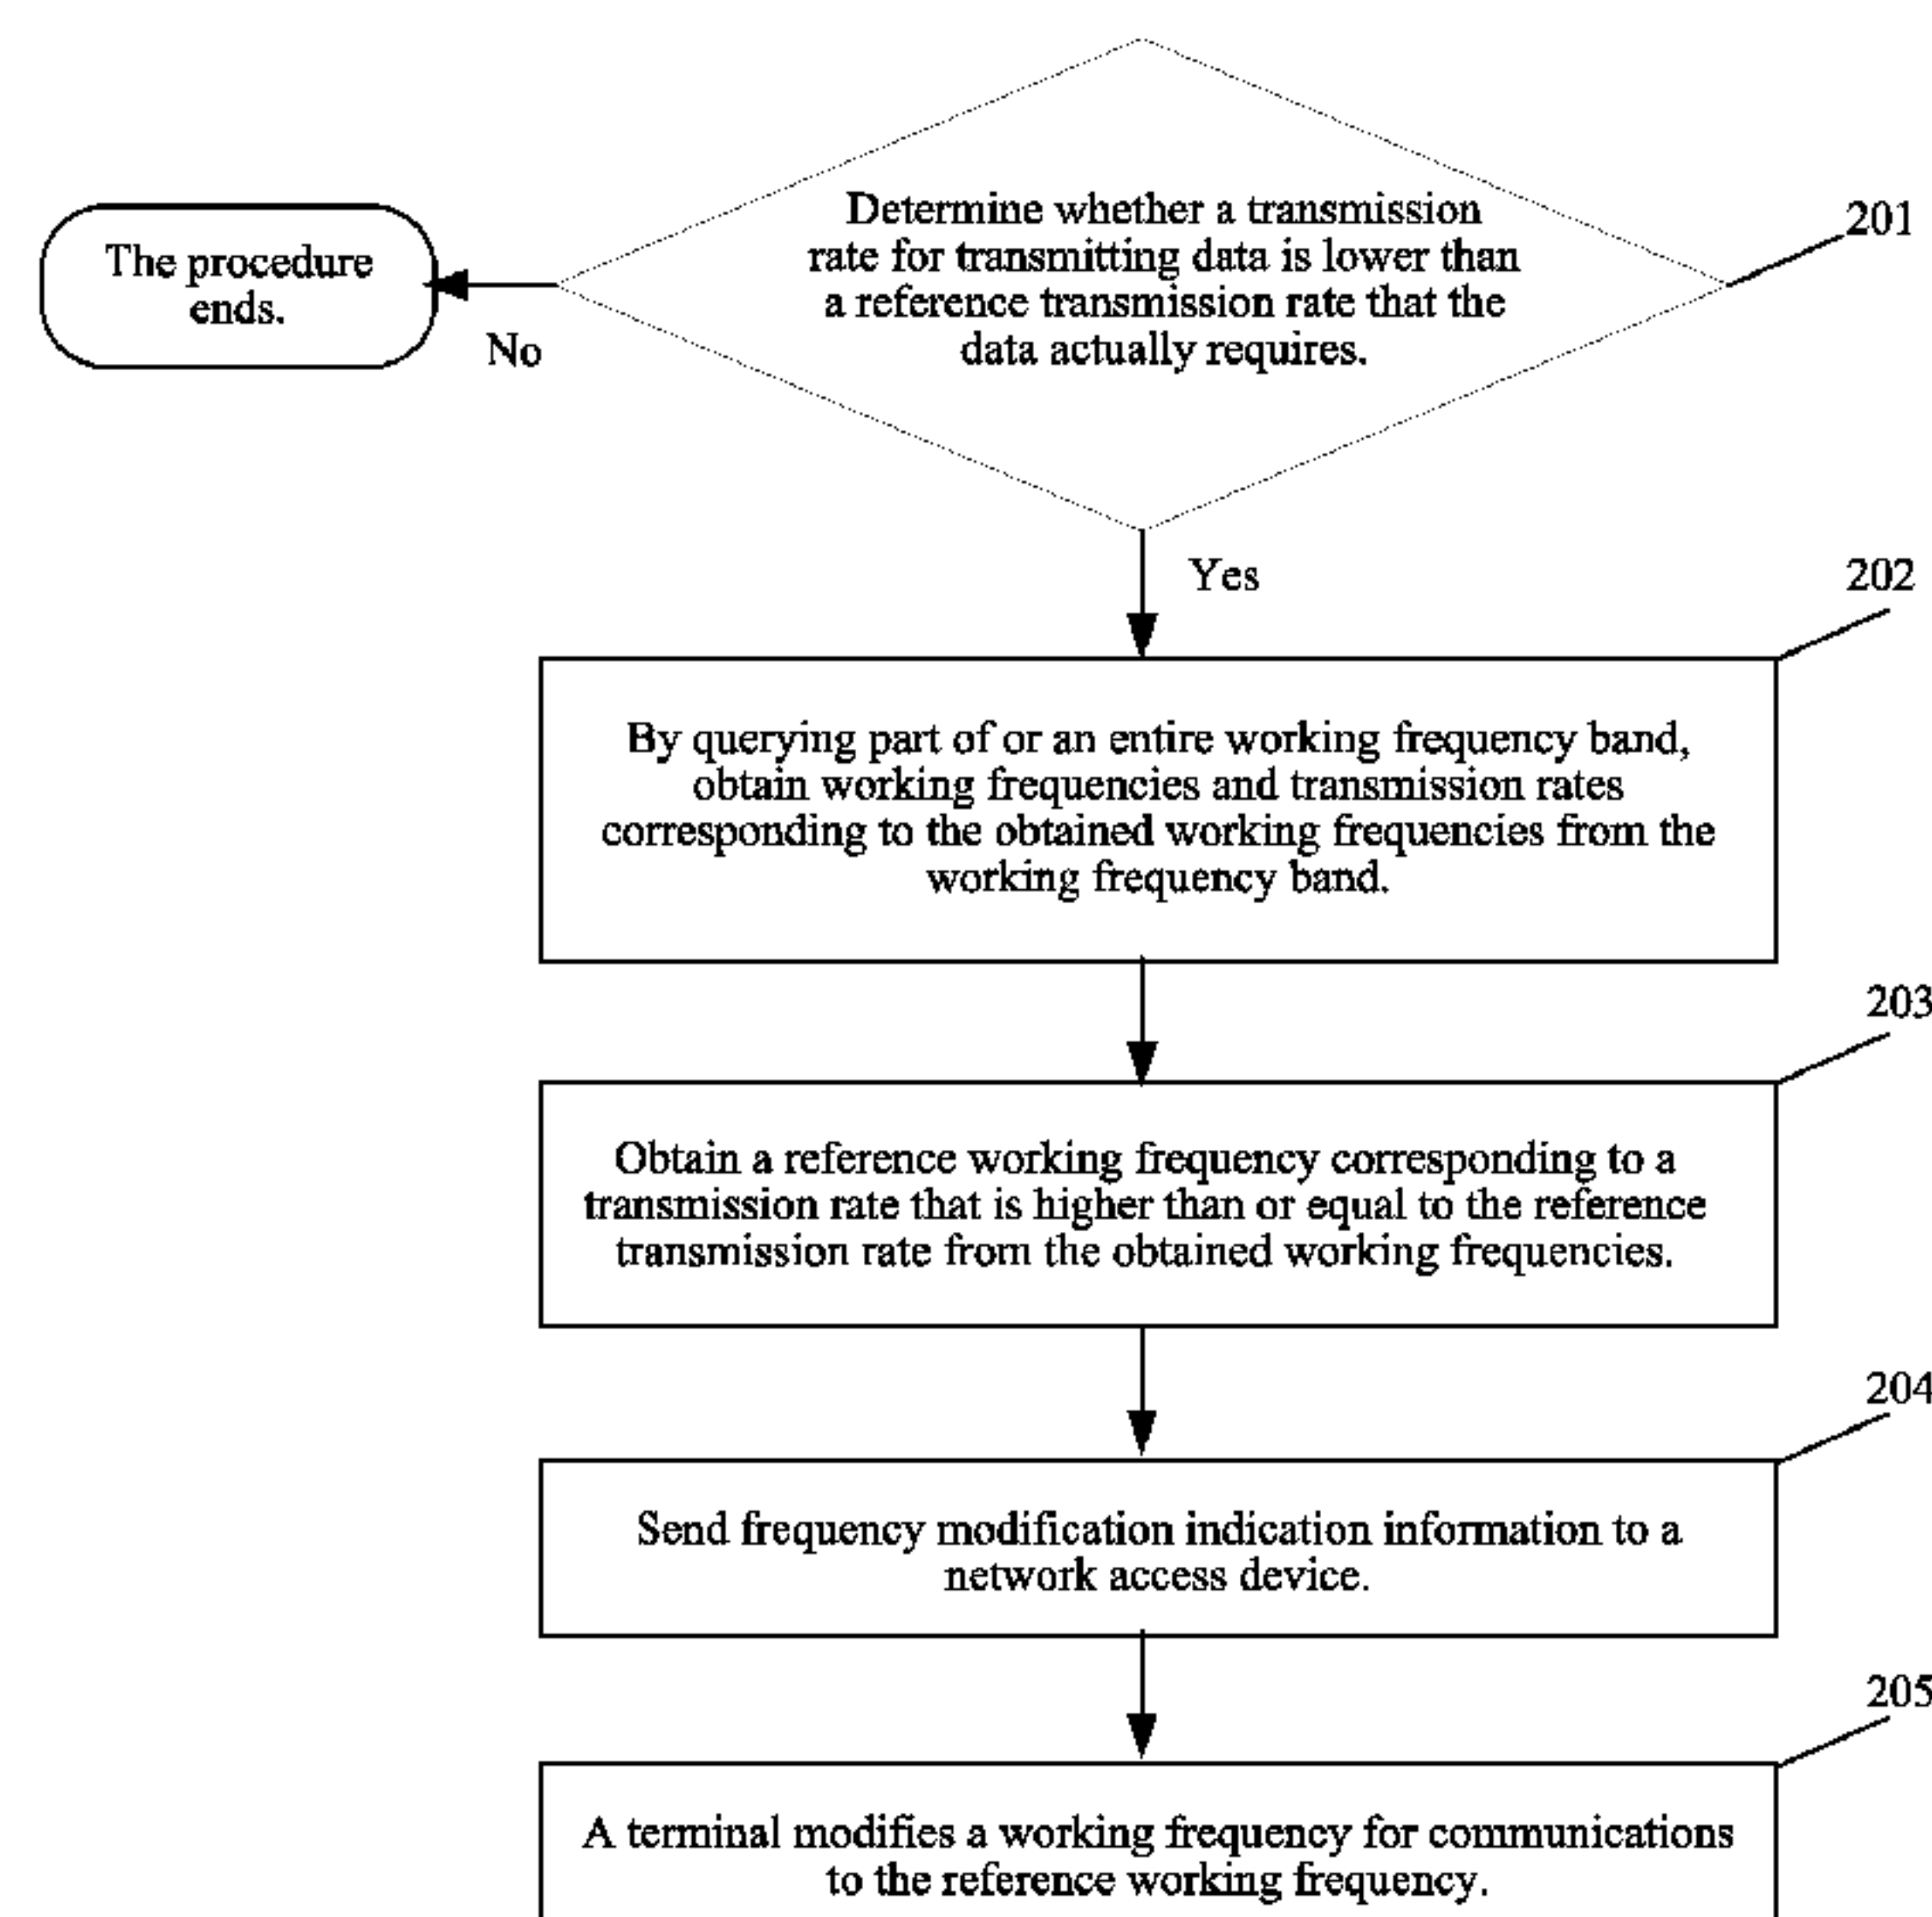 Determine whether a transmission
rate for transmitting data is lower than
a reference transmission rate that the
data actually requires.
201
The procedure
ends.
No
Yes
202
By querying part of or an entire working frequency band,
obtain working frequencies and transmission rates
corresponding to the obtained working frequencies from the
working frequency band.
203
Obtain a reference working frequency corresponding to a
transmission rate that is higher than or equal to the reference
transmission rate from the obtained working frequencies.
204
Send frequency modification indication information to a
network access device.
205
A terminal modifies a working frequency for communications
to the reference working frequency.